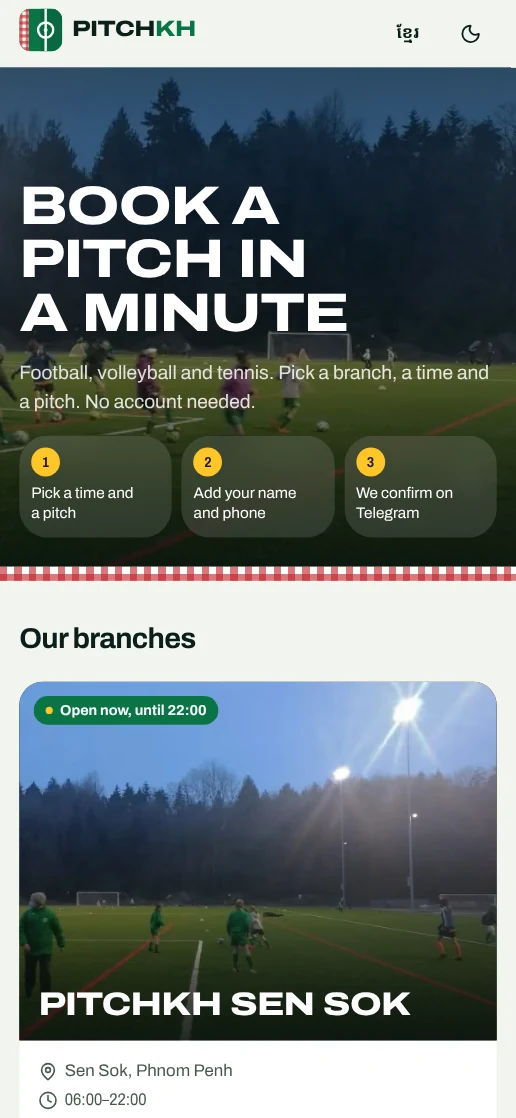 PITCHKH
ខ្មែរ
BOOK A
PITCH IN
A MINUTE
Football, volleyball and tennis. Pick a branch, a time and
a pitch. No account needed.
1
Pick a time and
a pitch
2
Add your name
and phone
3
We confirm on
Telegram
Our branches
Open now, until 22:00
PITCHKH SEN SOK
Sen Sok, Phnom Penh
06:00–22:00